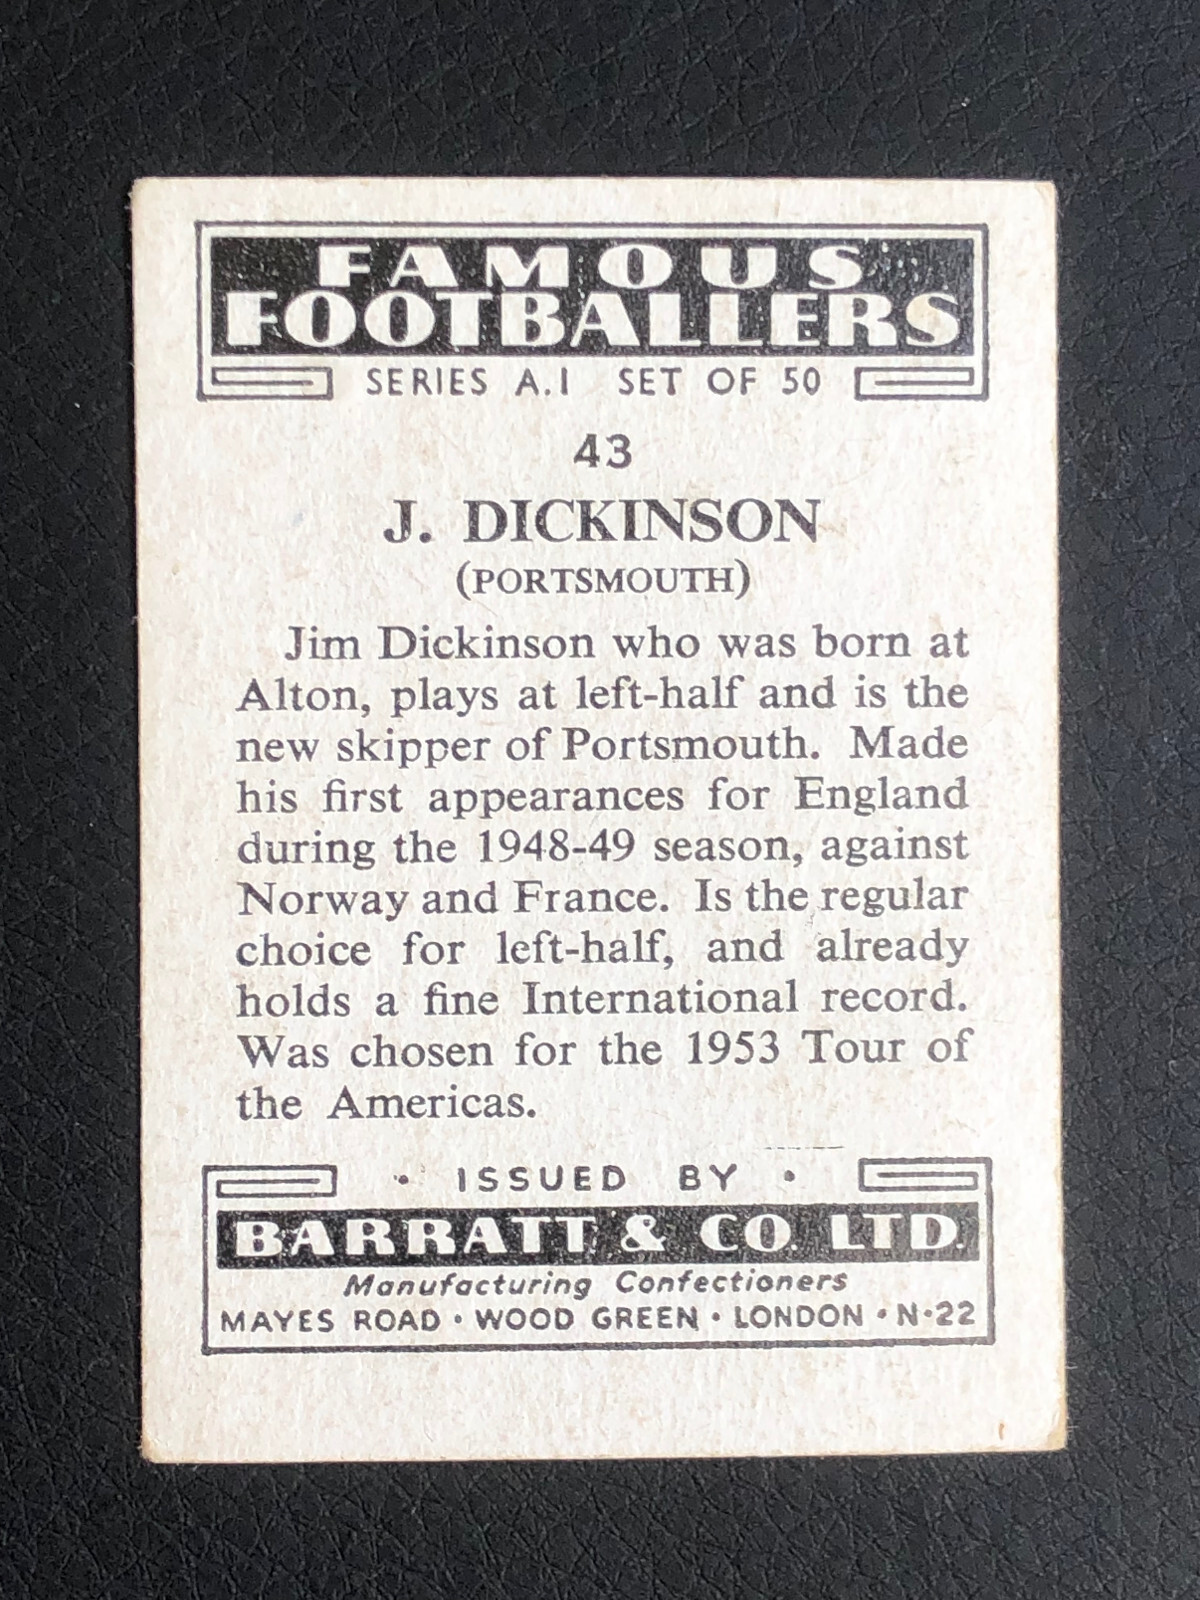 FAMOUS
FOOTBALLERS
SERIES A.1 SET OF 50
43
J. DICKINSON
(PORTSMOUTH)
Jim Dickinson who was born at
Alton, plays at left-half and is the
new skipper of Portsmouth. Made
his first appearances for England
during the 1948-49 season, against
Norway and France. Is the regular
choice for left-half, and already
holds a fine International record.
Was chosen for the 1953 Tour of
the Americas.
• ISSUED BY •
BARRATT & CO. LTD.
Manufacturing Confectioners
MAYES ROAD • WOOD GREEN • LONDON • N•22